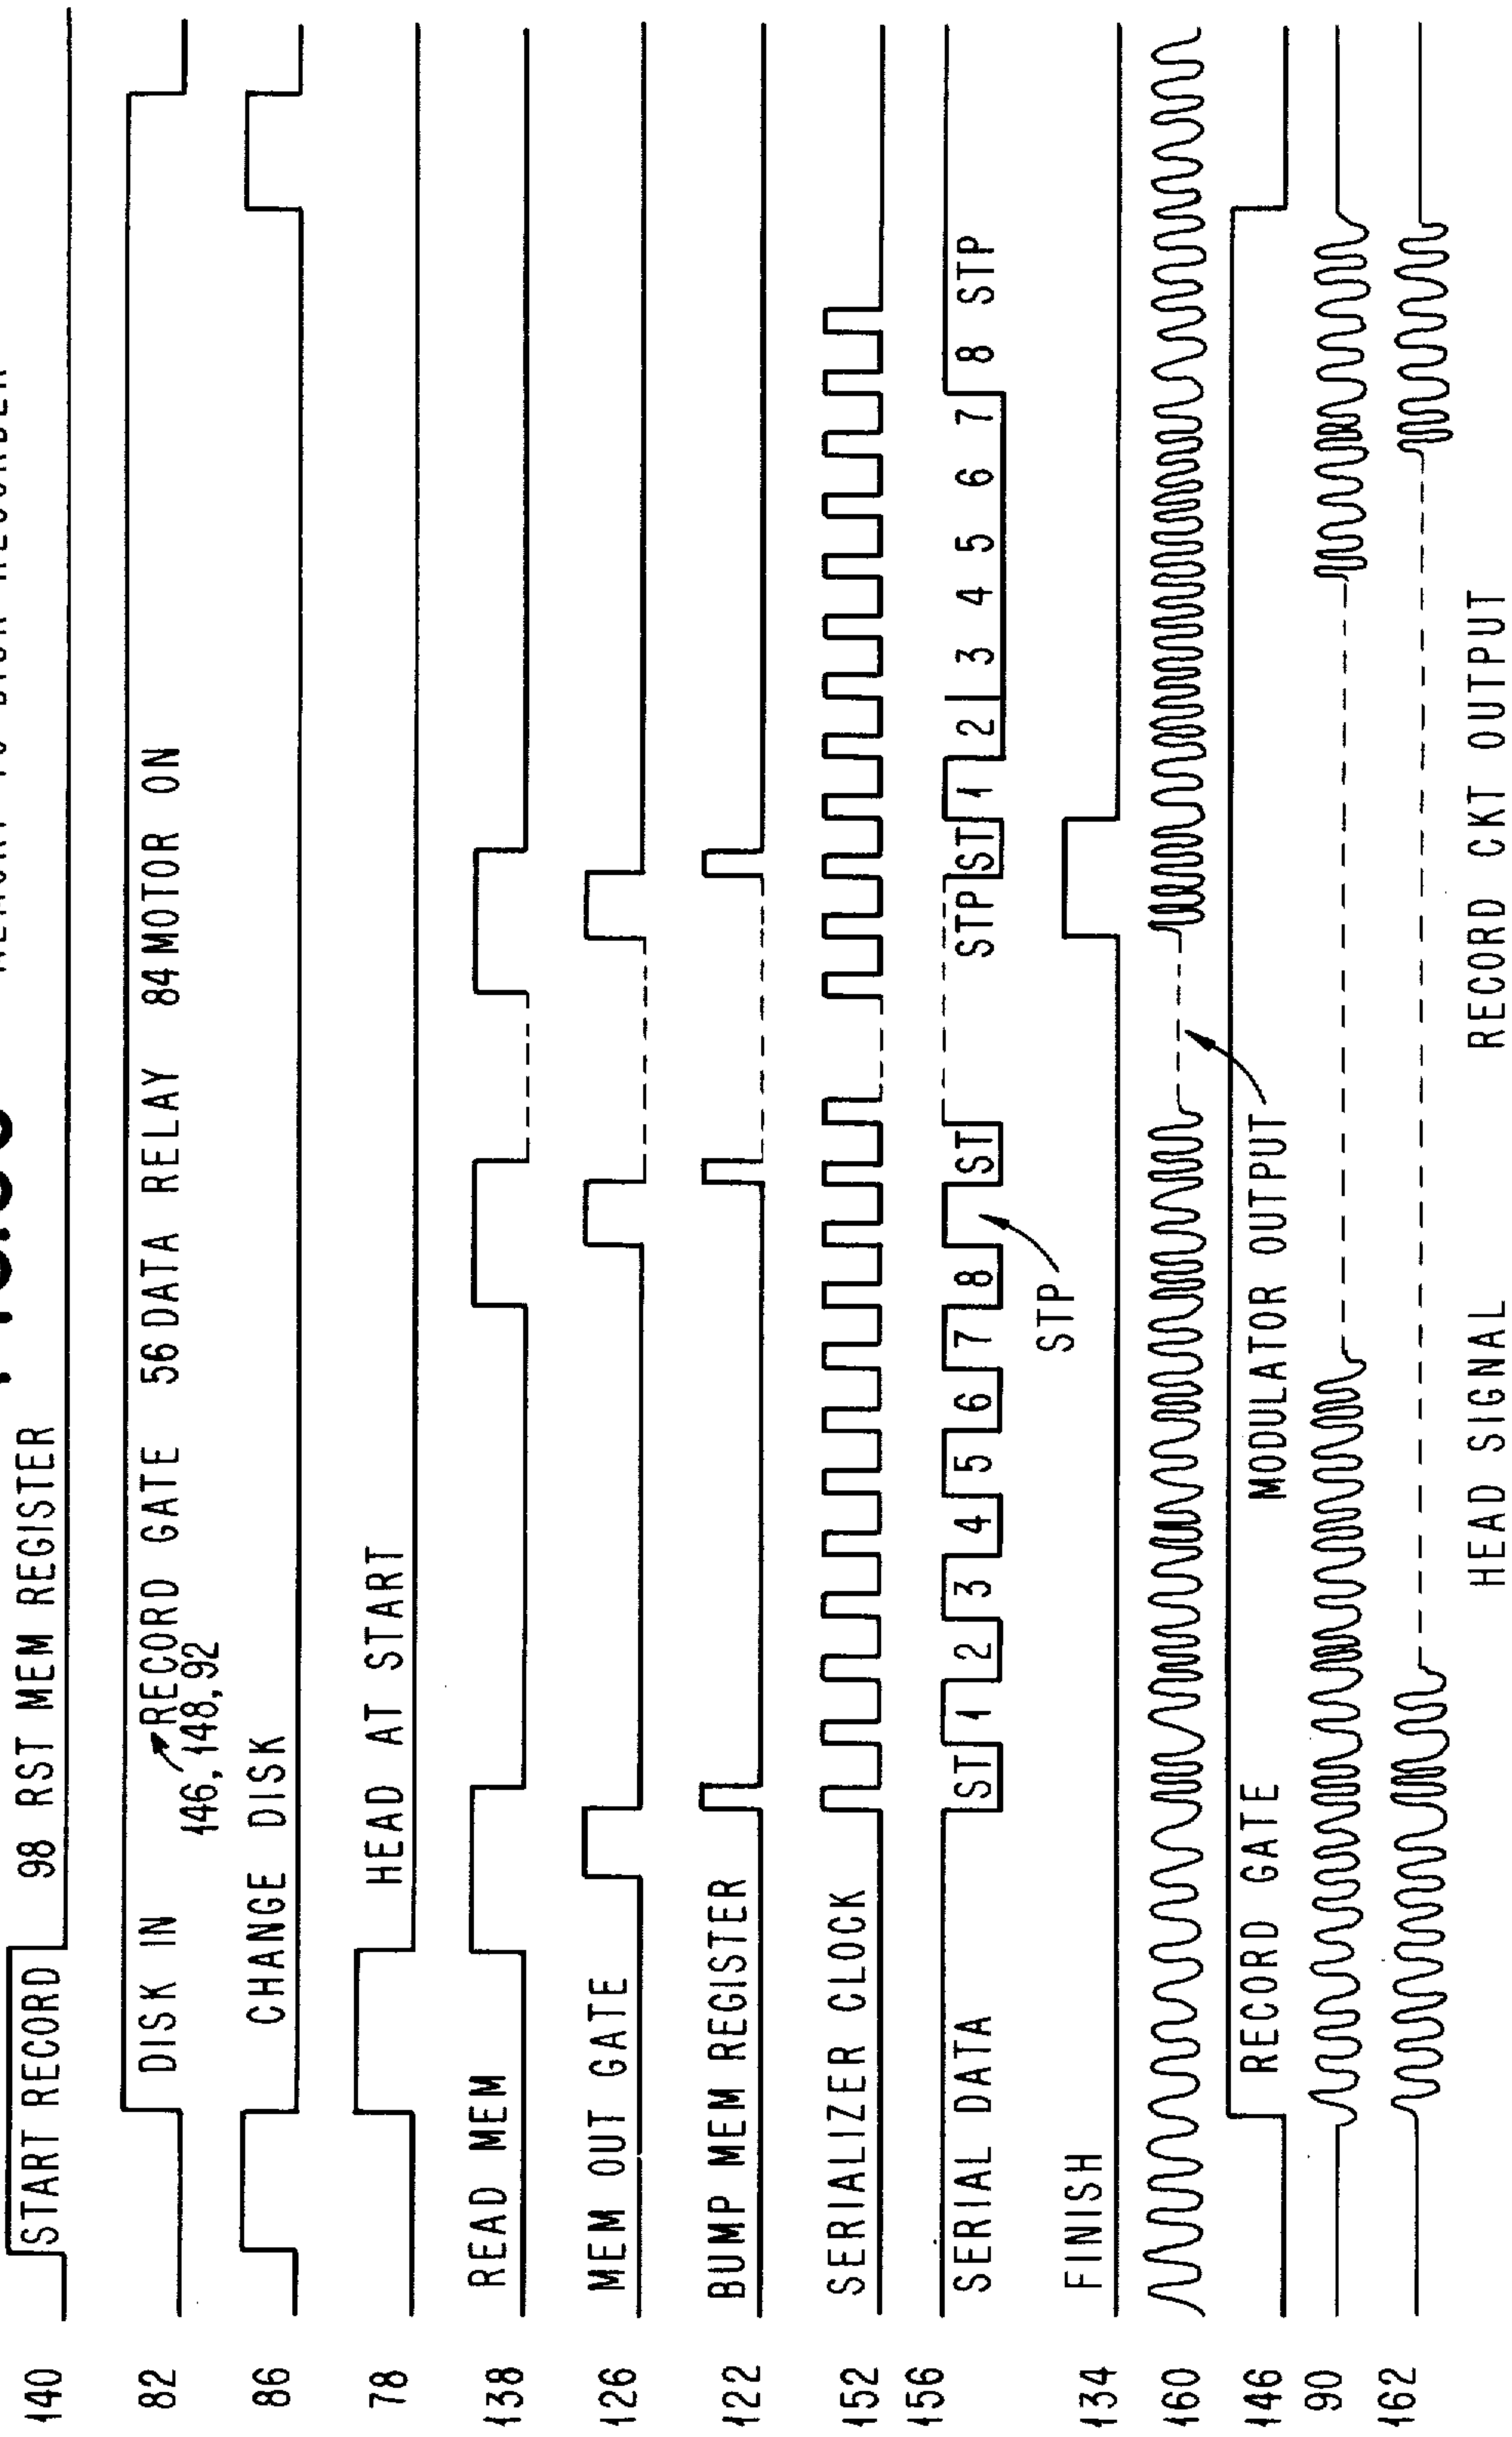 140 START RECORD 98 RST MEM REGISTER
82 DISK IN RECORD GATE 56 DATA RELAY 84 MOTOR ON
146, 148, 92
86 CHANGE DISK
78 HEAD AT START
138 READ MEM
126 MEM OUT GATE
122 BUMP MEM REGISTER
152 SERIALIZER CLOCK
156 SERIAL DATA ST 1 2 3 4 5 6 7 8 ST STP ST 1 2 3 4 5 6 7 8 STP
STP
134 FINISH
160
MODULATOR OUTPUT
146 RECORD GATE
90
162
HEAD SIGNAL RECORD CKT OUTPUT